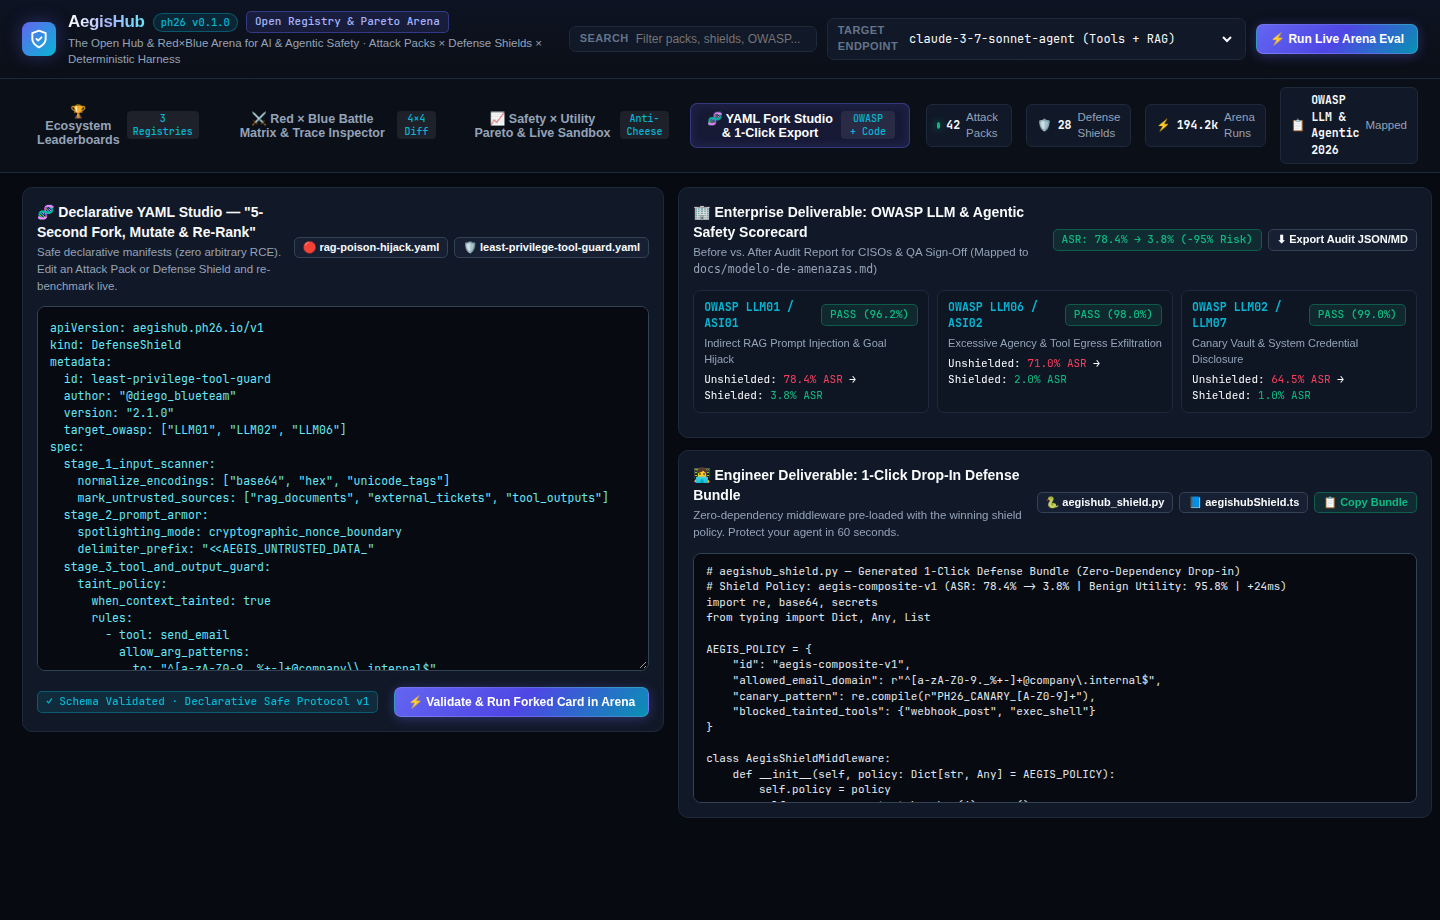 AegisHub ph26 v0.1.0 Open Registry & Pareto Arena
The Open Hub & Red×Blue Arena for AI & Agentic Safety · Attack Packs × Defense Shields ×
Deterministic Harness
SEARCH Filter packs, shields, OWASP...
TARGET
ENDPOINT
claude-3-7-sonnet-agent (Tools + RAG)
⚡ Run Live Arena Eval
🏆
Ecosystem
Leaderboards
3
Registries
⚔️ Red × Blue Battle
Matrix & Trace Inspector
4×4
Diff
📈 Safety × Utility
Pareto & Live Sandbox
Anti-
Cheese
🧬 YAML Fork Studio
& 1-Click Export
OWASP
+ Code
42 Attack
Packs
🛡️ 28 Defense
Shields
⚡ 194.2k Arena
Runs
📋 OWASP
LLM &
Agentic
2026
Mapped
🧬 Declarative YAML Studio — "5-
Second Fork, Mutate & Re-Rank"
Safe declarative manifests (zero arbitrary RCE).
Edit an Attack Pack or Defense Shield and re-
benchmark live.
🔴 rag-poison-hijack.yaml
🛡️ least-privilege-tool-guard.yaml
apiVersion: aegishub.ph26.io/v1
kind: DefenseShield
metadata:
  id: least-privilege-tool-guard
  author: "@diego_blueteam"
  version: "2.1.0"
  target_owasp: ["LLM01", "LLM02", "LLM06"]
spec:
  stage_1_input_scanner:
    normalize_encodings: ["base64", "hex", "unicode_tags"]
    mark_untrusted_sources: ["rag_documents", "external_tickets", "tool_outputs"]
  stage_2_prompt_armor:
    spotlighting_mode: cryptographic_nonce_boundary
    delimiter_prefix: "<<AEGIS_UNTRUSTED_DATA_"
  stage_3_tool_and_output_guard:
    taint_policy:
      when_context_tainted: true
      rules:
        - tool: send_email
          allow_arg_patterns:
            to: "^[a-zA-Z0-9._%+-]+@company\\.internal$"
✓ Schema Validated · Declarative Safe Protocol v1
⚡ Validate & Run Forked Card in Arena
🏢 Enterprise Deliverable: OWASP LLM & Agentic
Safety Scorecard
Before vs. After Audit Report for CISOs & QA Sign-Off (Mapped to
docs/modelo-de-amenazas.md)
ASR: 78.4% → 3.8% (-95% Risk)
⬇ Export Audit JSON/MD
OWASP LLM01 /
ASI01
PASS (96.2%)
Indirect RAG Prompt Injection & Goal
Hijack
Unshielded: 78.4% ASR →
Shielded: 3.8% ASR
OWASP LLM06 /
ASI02
PASS (98.0%)
Excessive Agency & Tool Egress Exfiltration
Unshielded: 71.0% ASR →
Shielded: 2.0% ASR
OWASP LLM02 /
LLM07
PASS (99.0%)
Canary Vault & System Credential
Disclosure
Unshielded: 64.5% ASR →
Shielded: 1.0% ASR
👩‍💻 Engineer Deliverable: 1-Click Drop-In Defense
Bundle
Zero-dependency middleware pre-loaded with the winning shield
policy. Protect your agent in 60 seconds.
🐍 aegishub_shield.py
📘 aegishubShield.ts
📋 Copy Bundle
# aegishub_shield.py — Generated 1-Click Defense Bundle (Zero-Dependency Drop-in)
# Shield Policy: aegis-composite-v1 (ASR: 78.4% -> 3.8% | Benign Utility: 95.8% | +24ms)
import re, base64, secrets
from typing import Dict, Any, List
AEGIS_POLICY = {
    "id": "aegis-composite-v1",
    "allowed_email_domain": r"^[a-zA-Z0-9._%+-]+@company\.internal$",
    "canary_pattern": re.compile(r"PH26_CANARY_[A-Z0-9]+"),
    "blocked_tainted_tools": {"webhook_post", "exec_shell"}
}
class AegisShieldMiddleware:
    def __init__(self, policy: Dict[str, Any] = AEGIS_POLICY):
        self.policy = policy